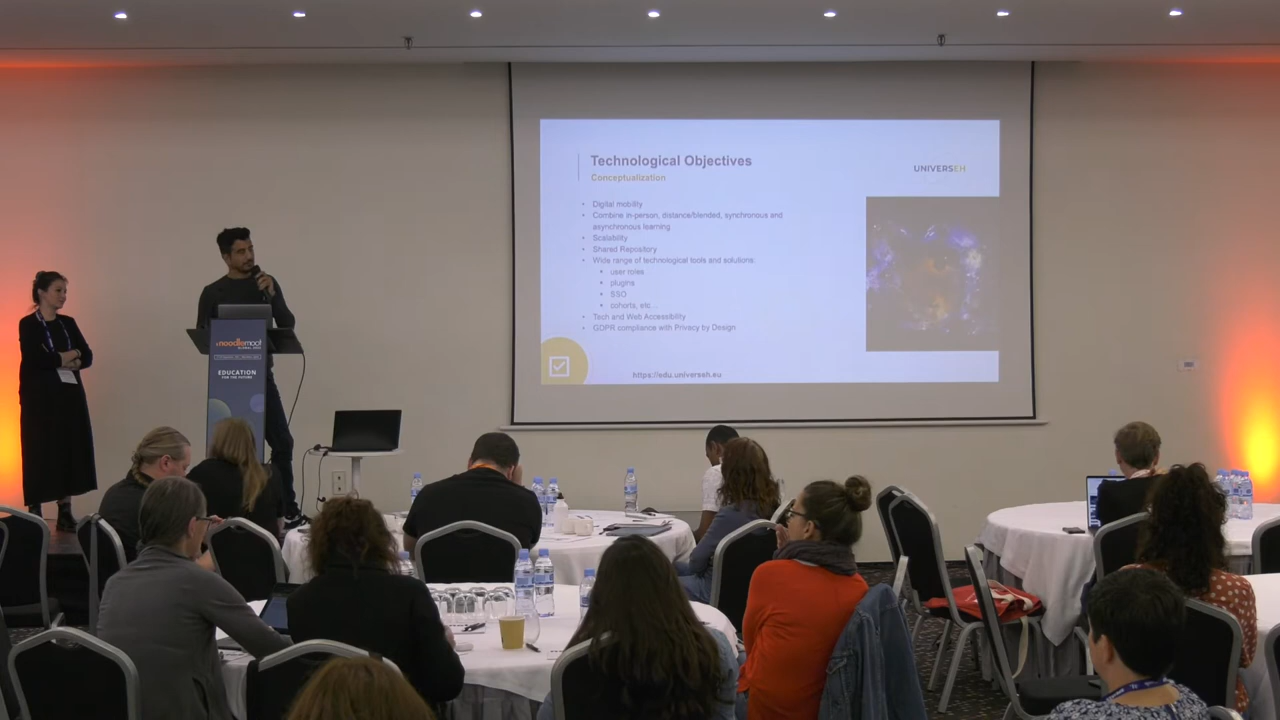 Technological Objectives
Conceptualization
UNIVERSEH
• Digital mobility
• Combine in-person, distance/blended, synchronous and
asynchronous learning
• Scalability
• Shared Repository
• Wide range of technological tools and solutions:
• user roles
• plugins
• SSO
• cohorts, etc...
• Tech and Web Accessibility
• GDPR compliance with Privacy by Design
https://edu.universeh.eu
moodlemoot
GLOBAL
EDUCATION
FOR THE FUTURE